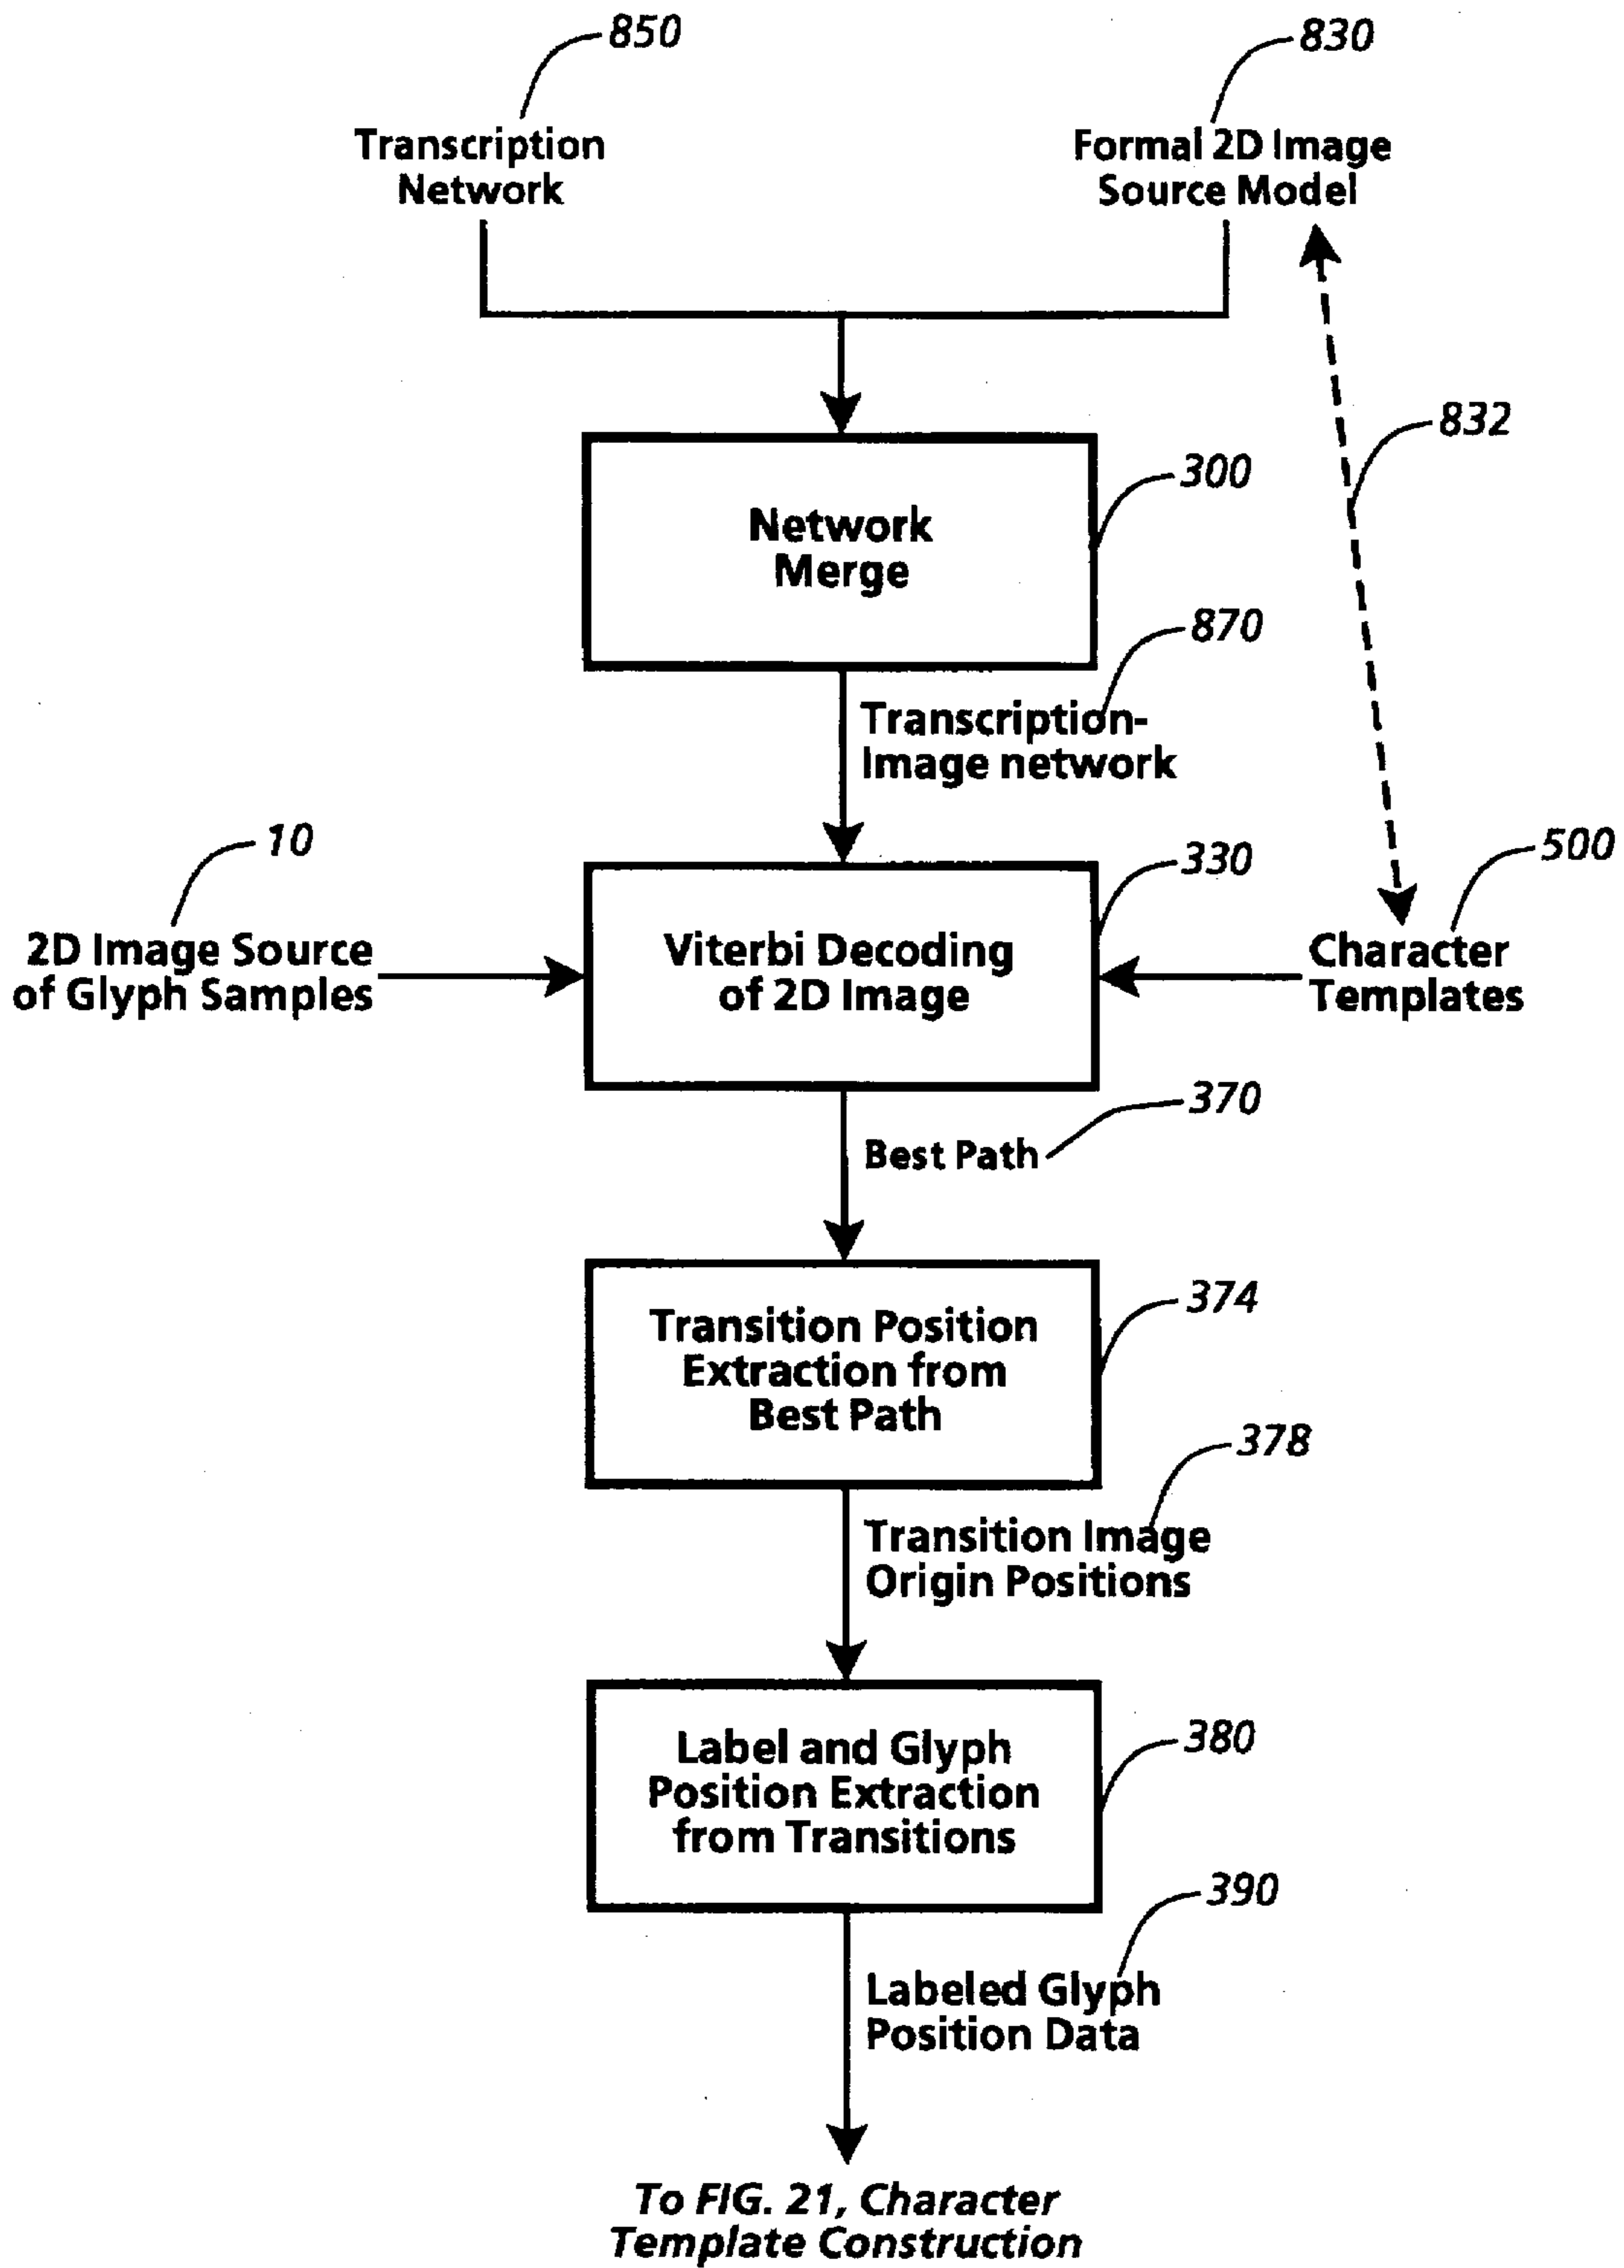 850
830
Transcription
Network
Formal 2D Image
Source Model
832
300
Network
Merge
870
Transcription-
Image network
10
330
500
2D Image Source
of Glyph Samples
Viterbi Decoding
of 2D Image
Character
Templates
370
Best Path
374
Transition Position
Extraction from
Best Path
378
Transition Image
Origin Positions
380
Label and Glyph
Position Extraction
from Transitions
390
Labeled Glyph
Position Data
To FIG. 21, Character
Template Construction